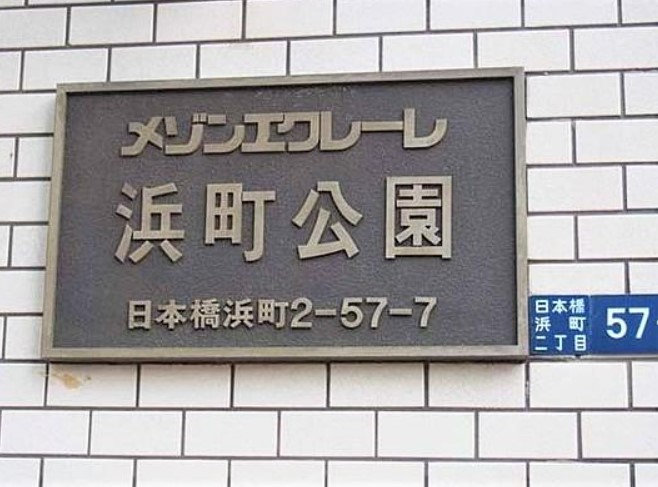 メゾンエクレーレ
浜町公園
日本橋浜町2-57-7
日本橋
浜町
二丁目
57-